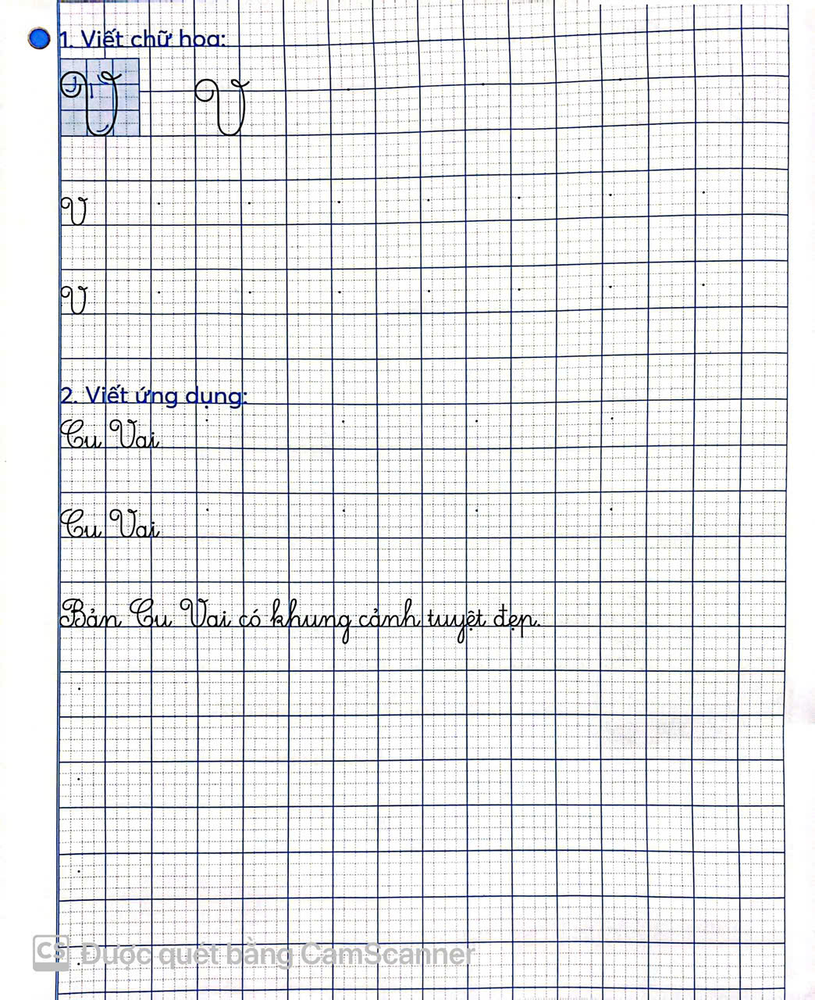 1. Viết chữ hoa:
V V
V
V
2. Viết ứng dụng:
Cu Vai
Cu Vai
Bản Cu Vai có khung cảnh tuyệt đẹp.
CS Được quét bằng CamScanner